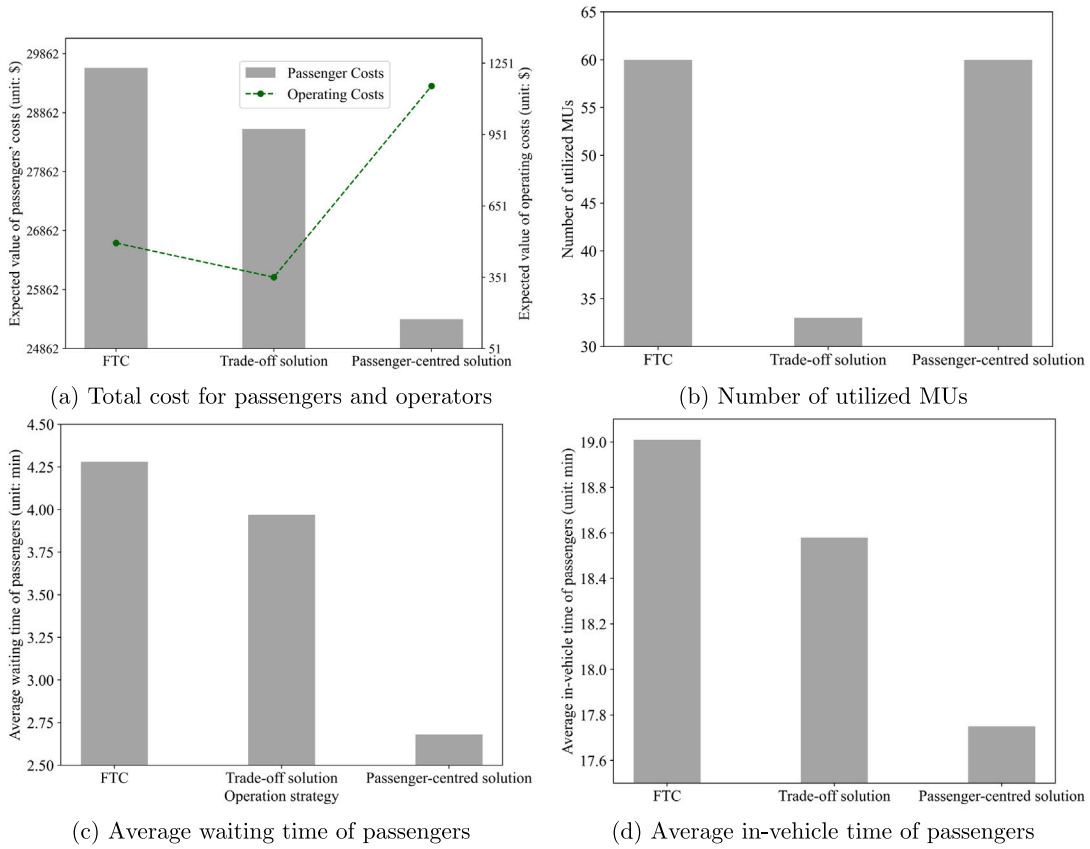 Expected value of passengers' costs (unit: $)
29862
28862
27862
26862
25862
24862
Passenger Costs
Operating Costs
1251
951
651
351
51
Expected value of operating costs (unit: $)
FTC
Trade-off solution
Passenger-centred solution
(a) Total cost for passengers and operators
Number of utilized MUs
65
60
55
50
45
40
35
30
FTC
Trade-off solution
Passenger-centred solution
(b) Number of utilized MUs
Average waiting time of passengers (unit: min)
4.50
4.25
4.00
3.75
3.50
3.25
3.00
2.75
2.50
FTC
Trade-off solution
Passenger-centred solution
Operation strategy
(c) Average waiting time of passengers
Average in-vehicle time of passengers (unit: min)
19.0
18.8
18.6
18.4
18.2
18.0
17.8
17.6
FTC
Trade-off solution
Passenger-centred solution
(d) Average in-vehicle time of passengers